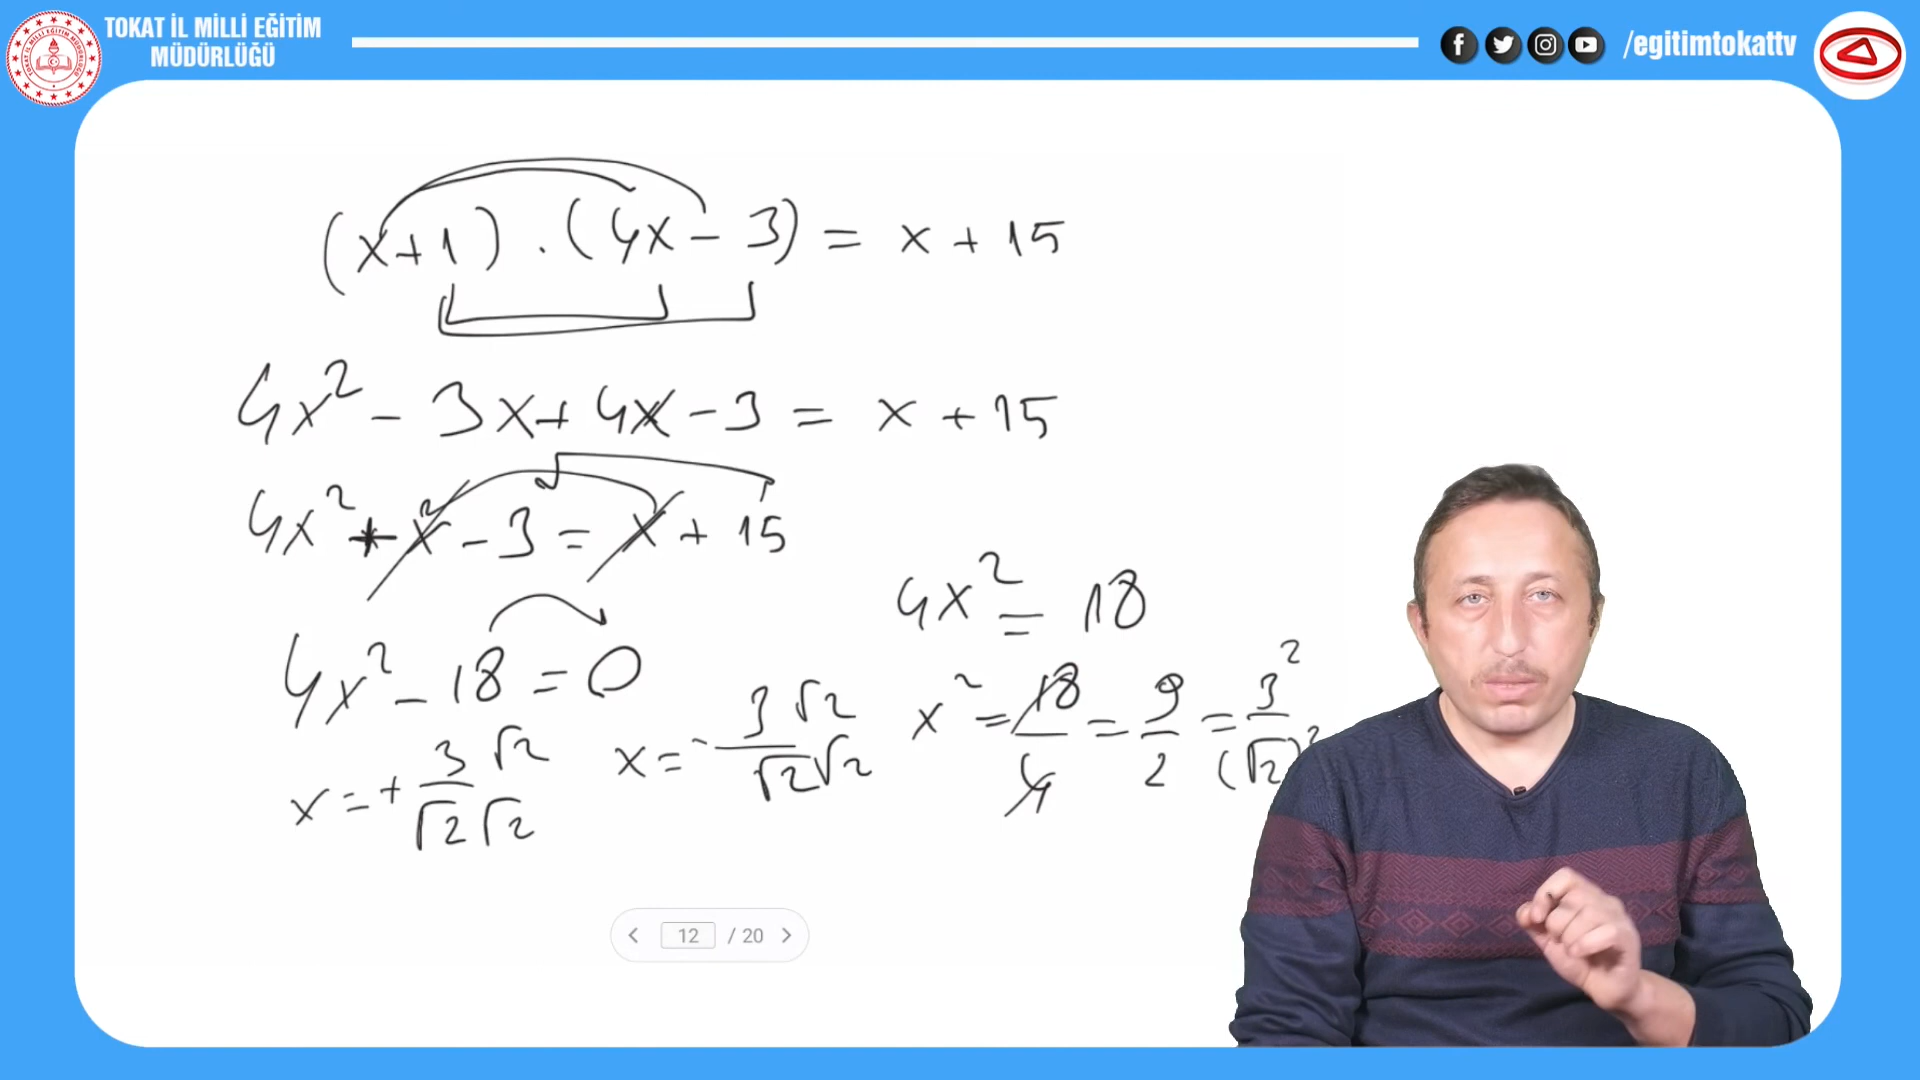 TOKAT İL MİLLİ EĞİTİM
MÜDÜRLÜĞÜ
/egitimtokattv
(x+1) . (4x - 3) = x + 15
4x² - 3x + 4x - 3 = x + 15
4x² + x - 3 = x + 15
4x² - 18 = 0
4x² = 18
x² = 18/4 = 9/2 = 3²/(√2)²
x = + 3√2/√2√2
x = - 3√2/√2√2
12 / 20